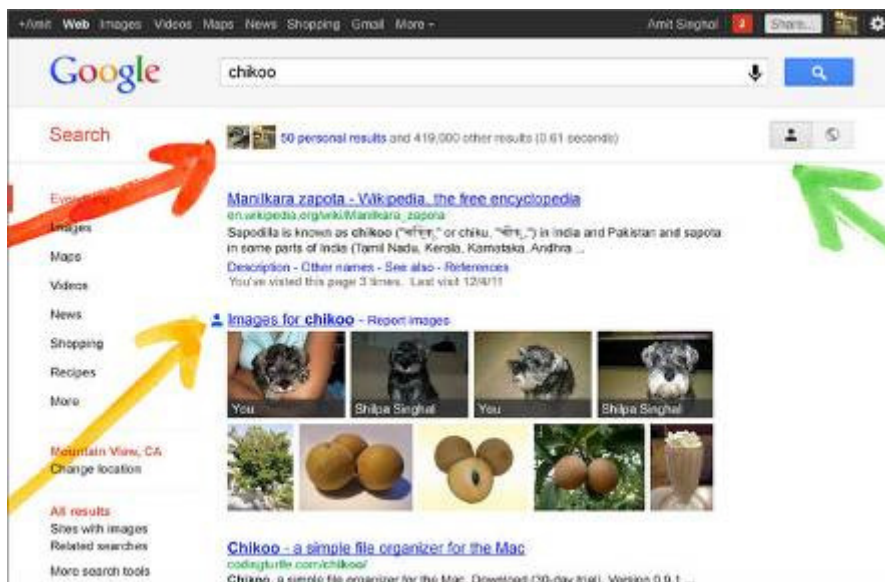 +Amit Web Images Videos Maps News Shopping Gmail More
Amit Singhal 3 Share...
Google
chikoo
Search
50 personal results and 419,000 other results (0.61 seconds)
Everything
Images
Maps
Videos
News
Shopping
Recipes
More
Mountain View, CA
Change location
All results
Sites with images
Related searches
More search tools
Manilkara zapota - Wikipedia, the free encyclopedia
en.wikipedia.org/wiki/Manilkara_zapota
Sapodilla is known as chikoo (" " or chiku, " ") in India and Pakistan and sapota
in some parts of India (Tamil Nadu, Kerala, Karnataka, Andhra ...
Description - Other names - See also - References
You've visited this page 3 times. Last visit 12/4/11
Images for chikoo - Report images
You
Shilpa Singhal
You
Shilpa Singhal
Chikoo - a simple file organizer for the Mac
codingturtle.com/chikoo/
Chikoo, a simple file organizer for the Mac. Download (30-day trial). Version 0.9.1 ...